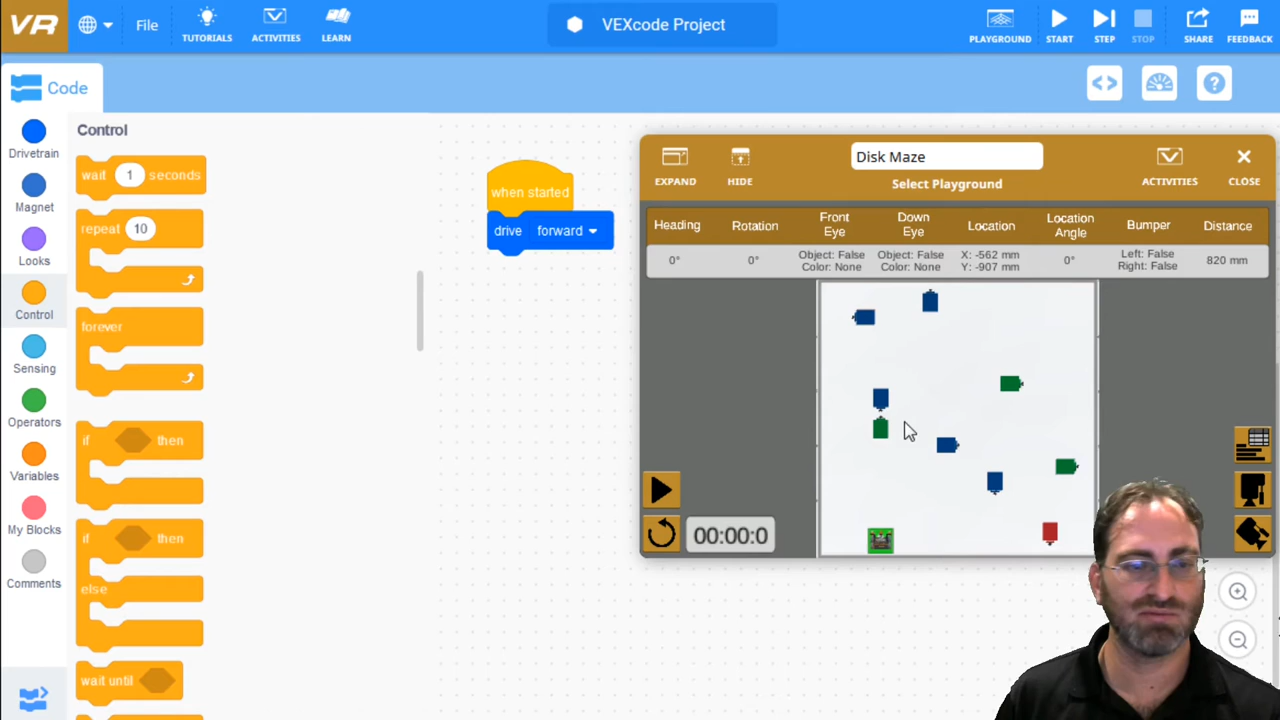 VR
File
TUTORIALS
ACTIVITIES
LEARN
VEXcode Project
PLAYGROUND
START
STEP
STOP
SHARE
FEEDBACK
Code
Drivetrain
Magnet
Looks
Control
Sensing
Operators
Variables
My Blocks
Comments
Control
wait 1 seconds
repeat 10
forever
if then
if then
else
wait until
when started
drive forward
EXPAND
HIDE
Disk Maze
Select Playground
ACTIVITIES
CLOSE
Heading Rotation Front Eye Down Eye Location Location Angle Bumper Distance
0°
0°
Object: False
Color: None
Object: False
Color: None
X: -562 mm
Y: -907 mm
0°
Left: False
Right: False
820 mm
00:00:0